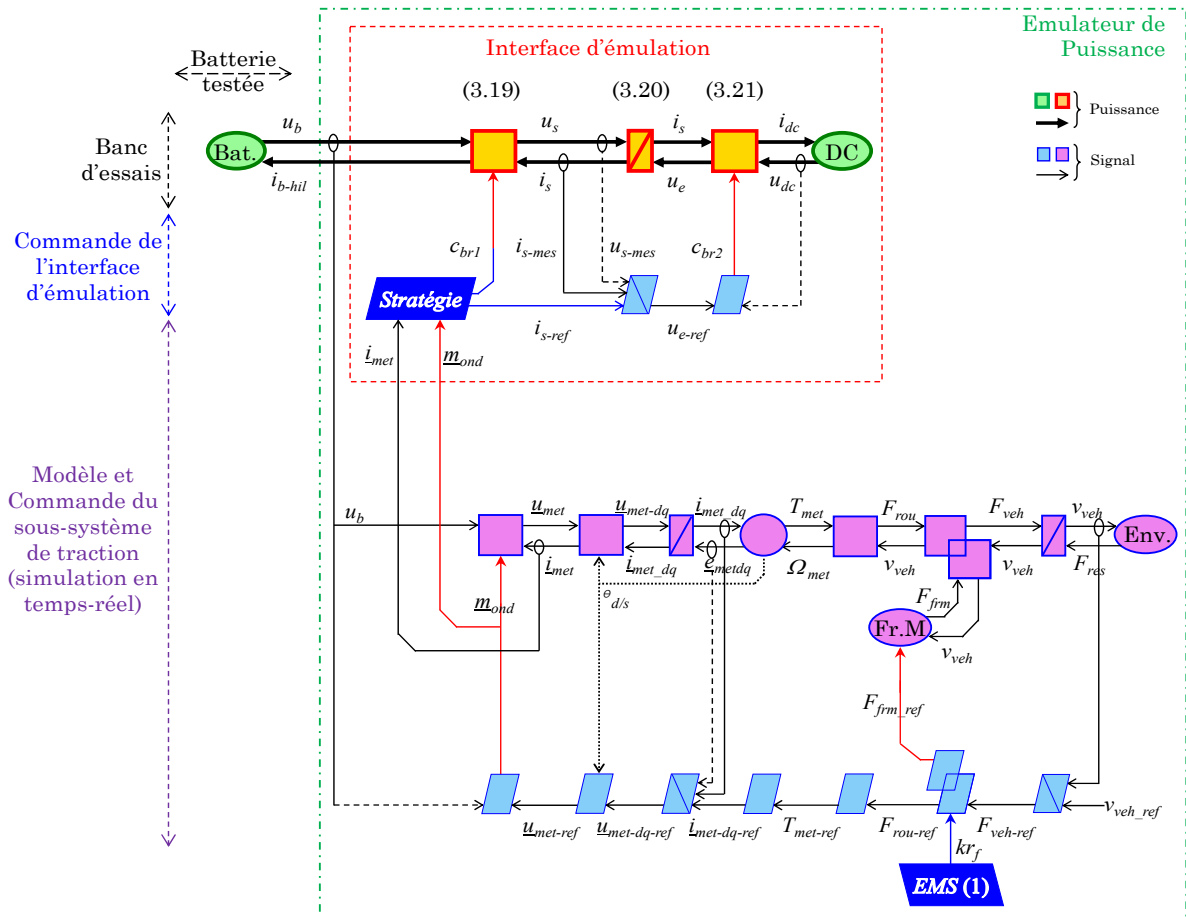 Emulateur de
Puissance
Interface d'émulation
Batterie
testée
(3.19)
(3.20)
(3.21)
Puissance
Signal
Banc
d'essais
Bat.
u_b
i_b-hil
u_s
i_s
i_s
u_e
i_dc
u_dc
DC
Commande de
l'interface
d'émulation
c_br1
i_s-mes
u_s-mes
c_br2
Stratégie
i_s-ref
u_e-ref
i_met
m_ond
Modèle et
Commande du
sous-système
de traction
(simulation en
temps-réel)
u_b
u_met
u_met-dq
i_met_dq
T_met
F_rou
F_veh
v_veh
Env.
i_met
i_met_dq
e_metdq
Ω_met
v_veh
v_veh
F_res
m_ond
θ_d/s
F_frm
Fr.M
v_veh
F_frm_ref
u_met-ref
u_met-dq-ref
i_met-dq-ref
T_met-ref
F_rou-ref
F_veh-ref
v_veh_ref
kr_f
EMS (1)